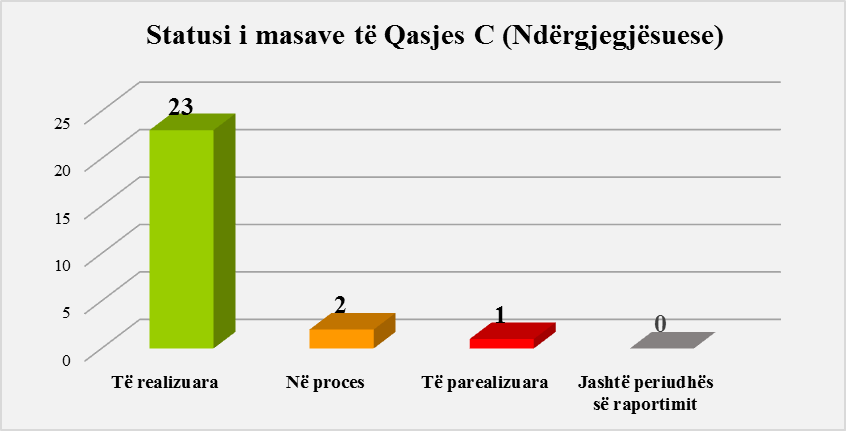 Statusi i masave të Qasjes C (Ndërgjegjësuese)
25
20
15
10
5
0
23
2
1
0
Të realizuara
Në proces
Të parealizuara
Jashtë periudhës
së raportimit